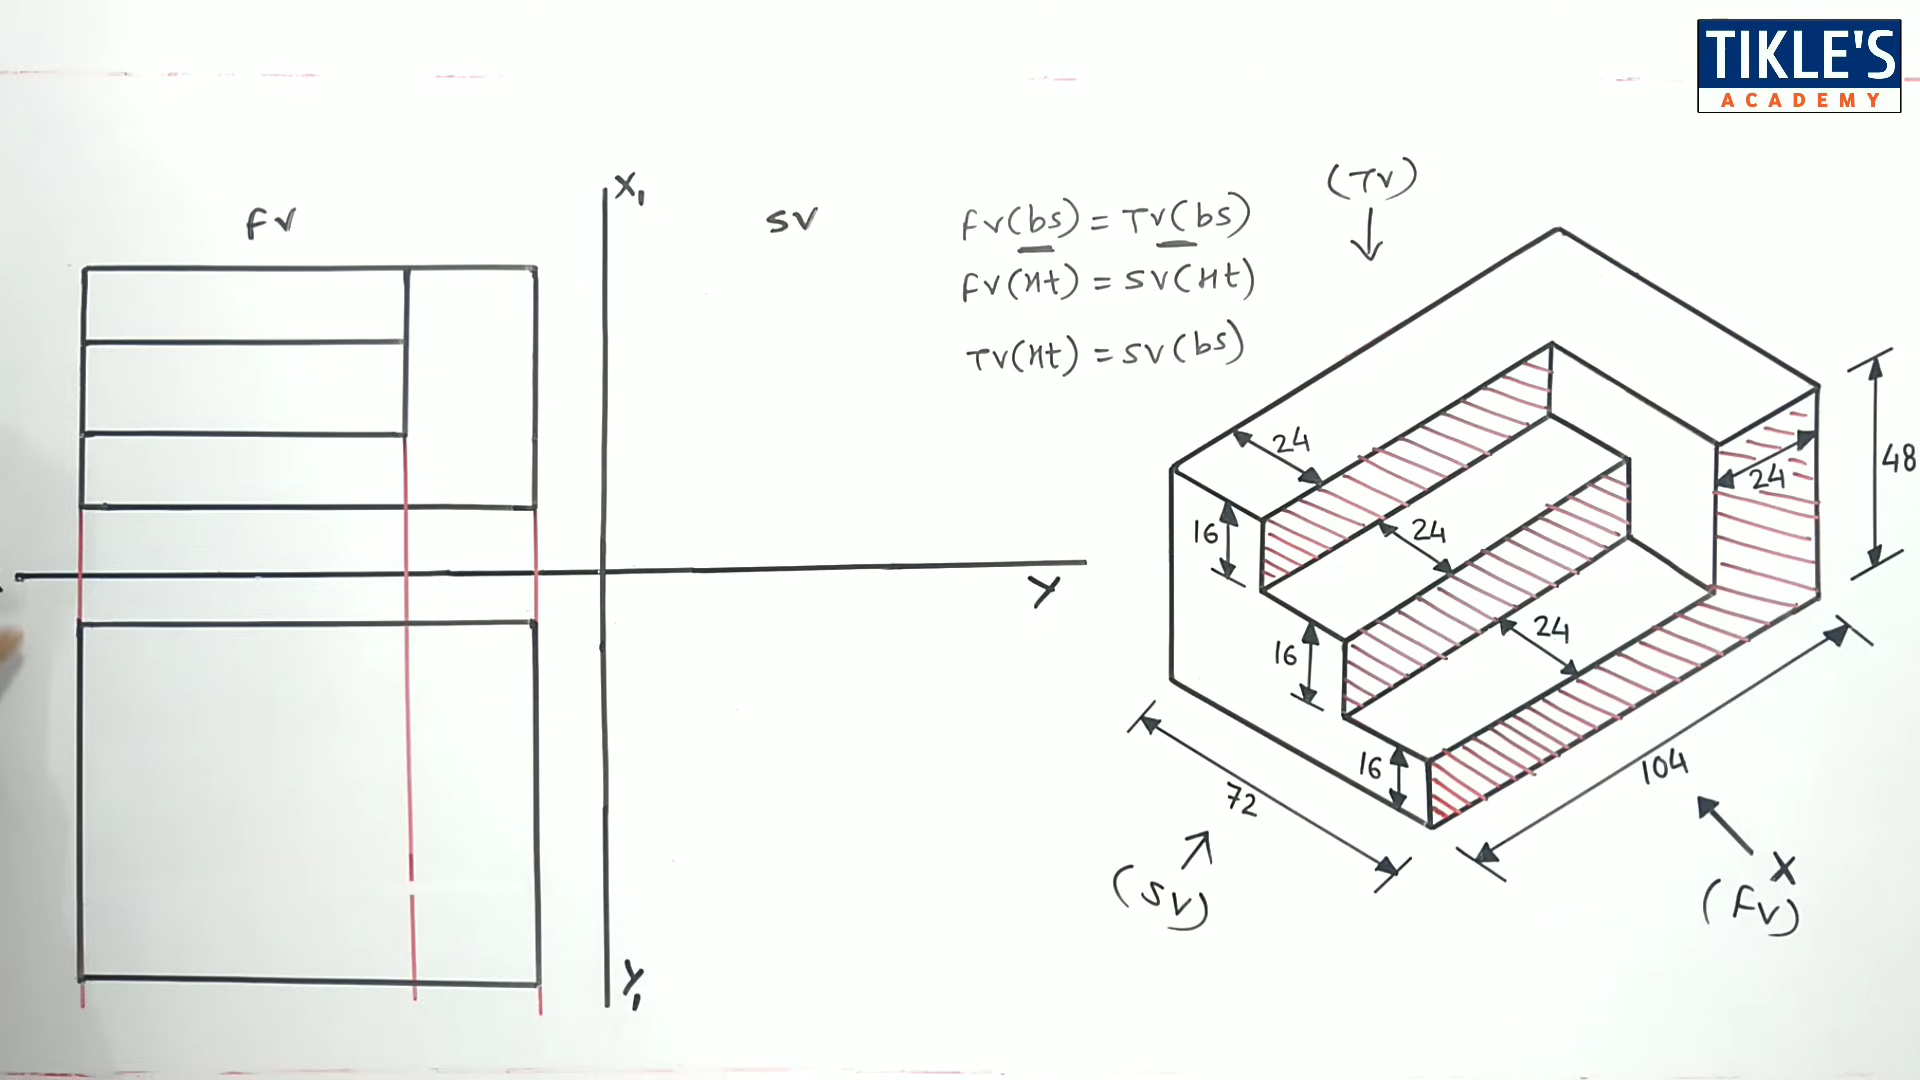 TIKLE'S
ACADEMY
FV
X₁
SV
FV(bs) = TV(bs)
FV(Ht) = SV(Ht)
TV(Ht) = SV(bs)
(TV)
↓
24
16
24
16
24
16
24
48
72
104
Y
Y₁
(SV)
X
(FV)